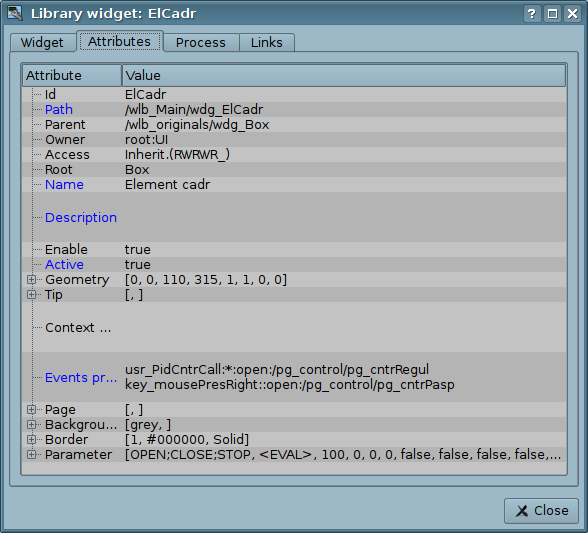 Library widget: ElCadr
Widget Attributes Process Links
Attribute Value
Id ElCadr
Path /wlb_Main/wdg_ElCadr
Parent /wlb_originals/wdg_Box
Owner root:UI
Access Inherit.(RWRWR_)
Root Box
Name Element cadr
Description
Enable true
Active true
Geometry [0, 0, 110, 315, 1, 1, 0, 0]
Tip [, ]
Context ...
Events pr... usr_PidCntrCall:*:open:/pg_control/pg_cntrRegul
key_mousePresRight::open:/pg_control/pg_cntrPasp
Page [, ]
Backgrou... [grey, ]
Border [1, #000000, Solid]
Parameter [OPEN;CLOSE;STOP, <EVAL>, 100, 0, 0, 0, false, false, false, false,...
Close